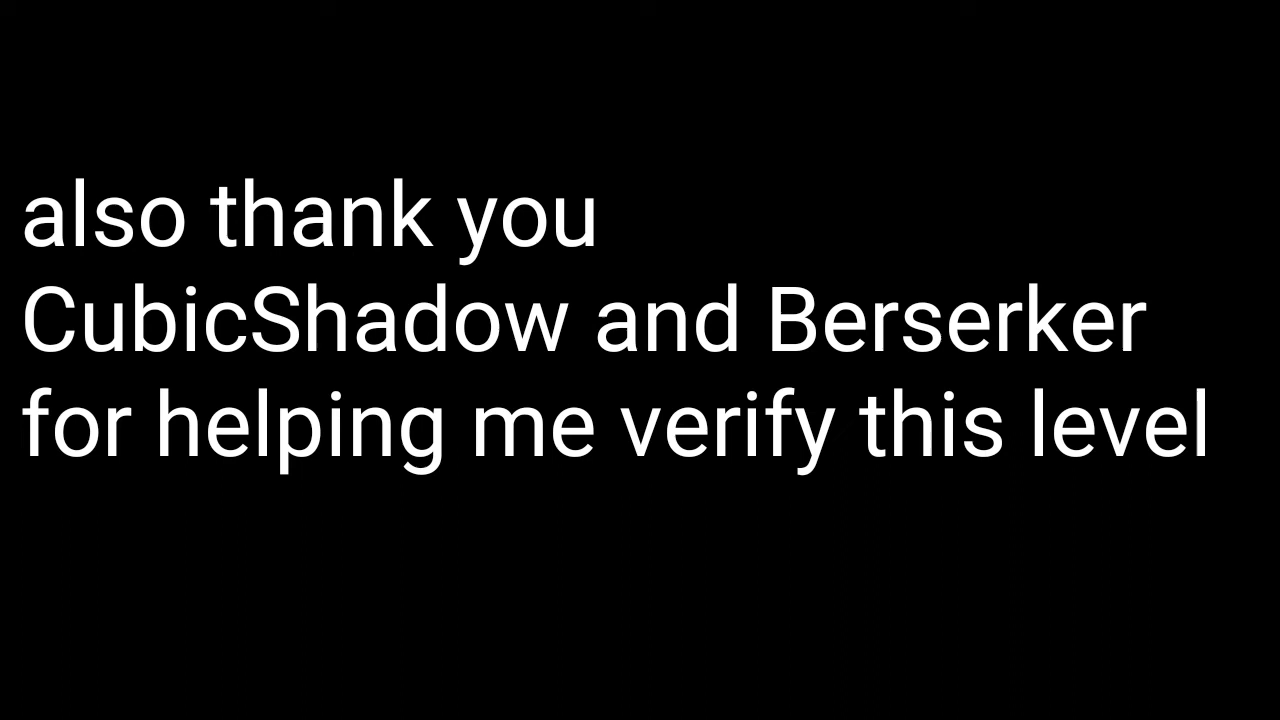 also thank you
CubicShadow and Berserker
for helping me verify this level